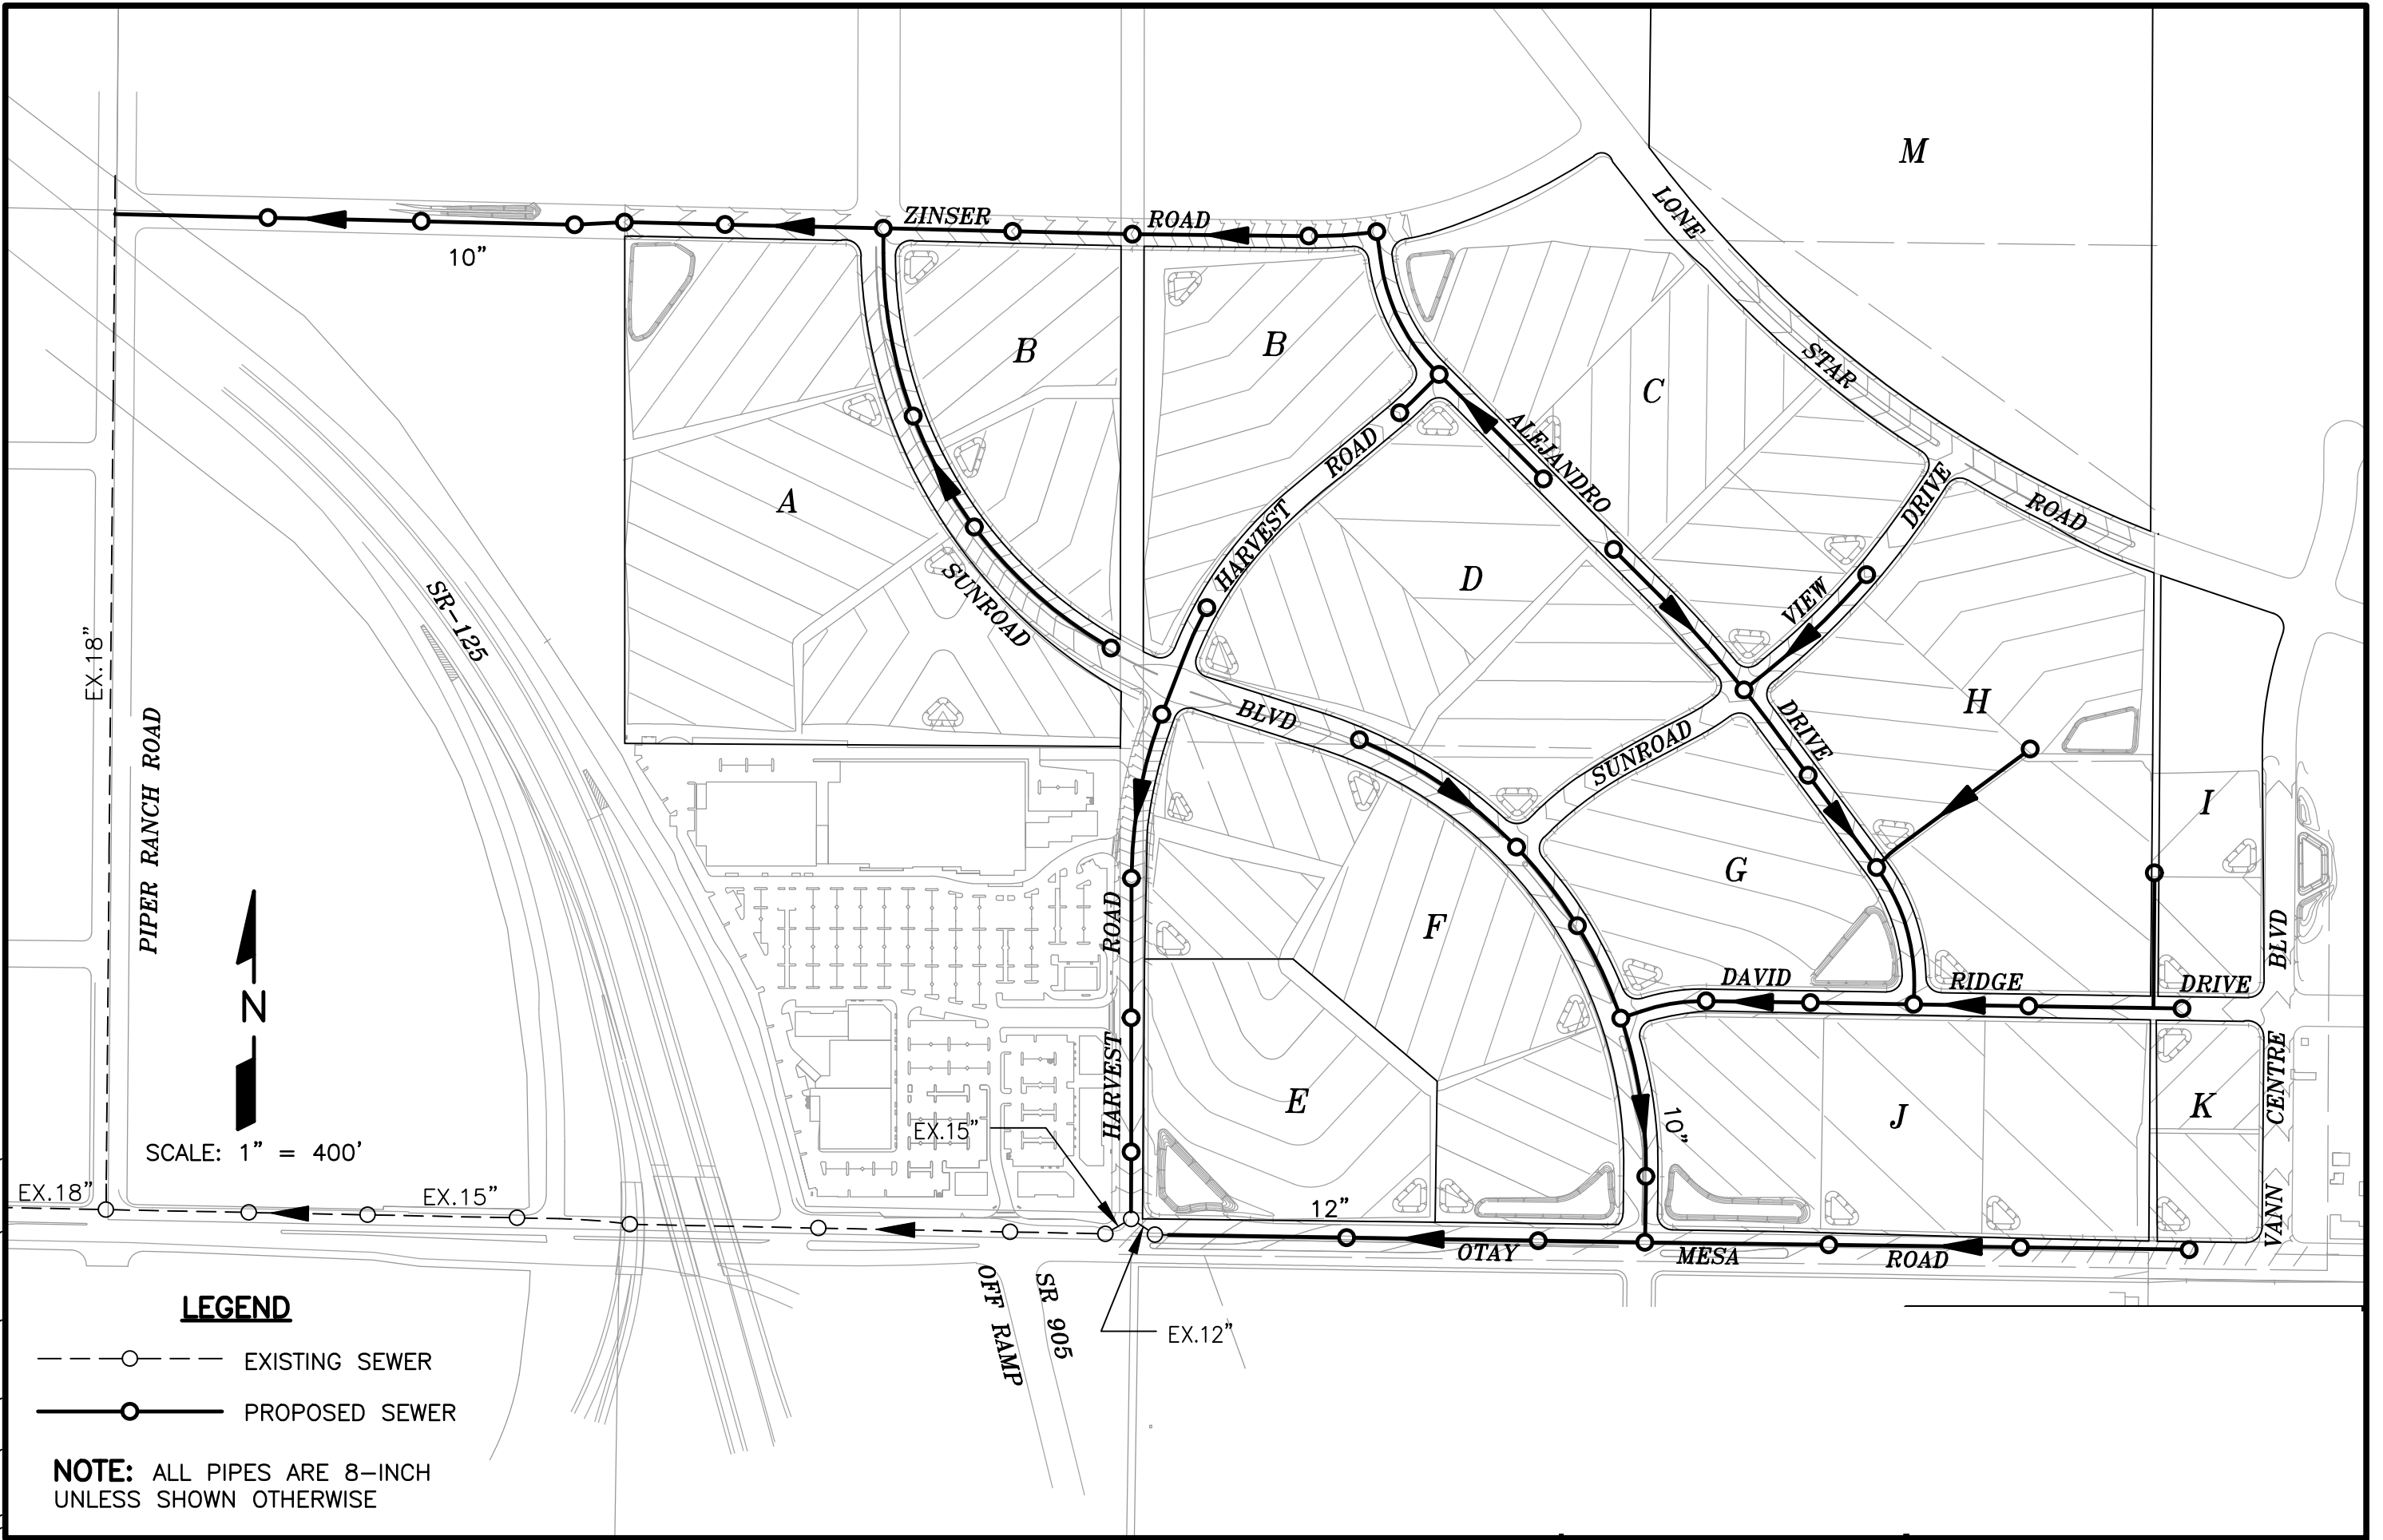 M
LONE
ZINSER
ROAD
10"
B
B
STAR
C
ALEJANDRO
ROAD
DRIVE
A
ROAD
HARVEST
D
SUNROAD
SR-125
VIEW
EX.18"
BLVD
H
DRIVE
SUNROAD
I
PIPER RANCH ROAD
G
F
ROAD
DAVID
RIDGE
DRIVE
BLVD
N
HARVEST
E
J
K
CENTRE
10"
EX.15"
SCALE: 1" = 400'
EX.18"
EX.15"
12"
VANN
OTAY
MESA
ROAD
OFF RAMP
SR 905
EX.12"
LEGEND
EXISTING SEWER
PROPOSED SEWER
NOTE: ALL PIPES ARE 8-INCH
UNLESS SHOWN OTHERWISE